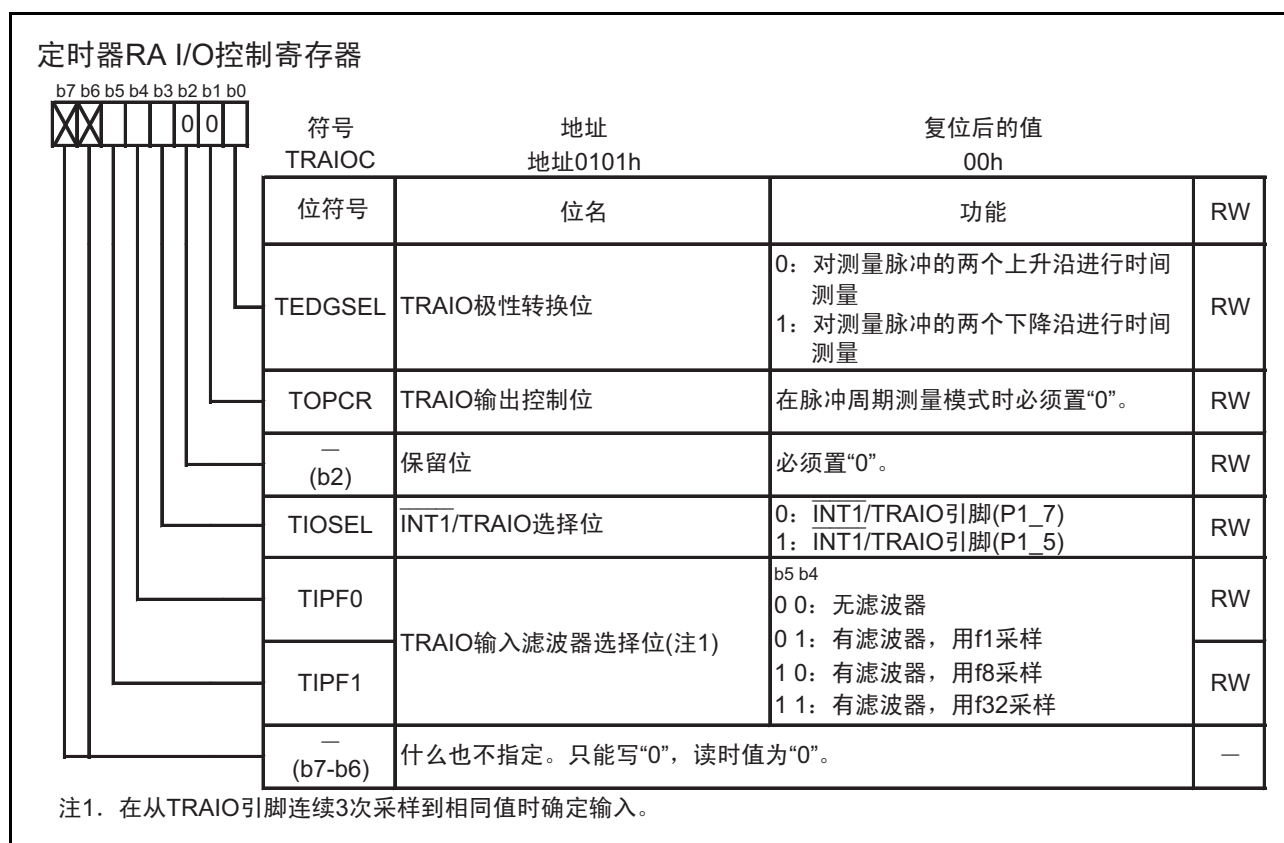 定时器RA I/O控制寄存器
b7 b6 b5 b4 b3 b2 b1 b0
0 0
符号 地址 复位后的值
TRAIOC 地址0101h 00h
位符号 位名 功能 RW
TEDGSEL TRAIO极性转换位 0：对测量脉冲的两个上升沿进行时间
测量
1：对测量脉冲的两个下降沿进行时间
测量
RW
TOPCR TRAIO输出控制位 在脉冲周期测量模式时必须置“0”。 RW
—
(b2) 保留位 必须置“0”。 RW
TIOSEL INT1/TRAIO选择位 0：INT1/TRAIO引脚(P1_7)
1：INT1/TRAIO引脚(P1_5)
RW
TIPF0 TRAIO输入滤波器选择位(注1) b5 b4
0 0：无滤波器
RW
0 1：有滤波器，用f1采样
TIPF1 1 0：有滤波器，用f8采样
RW
1 1：有滤波器，用f32采样
—
(b7-b6) 什么也不指定。只能写“0”，读时值为“0”。 —
注1．在从TRAIO引脚连续3次采样到相同值时确定输入。